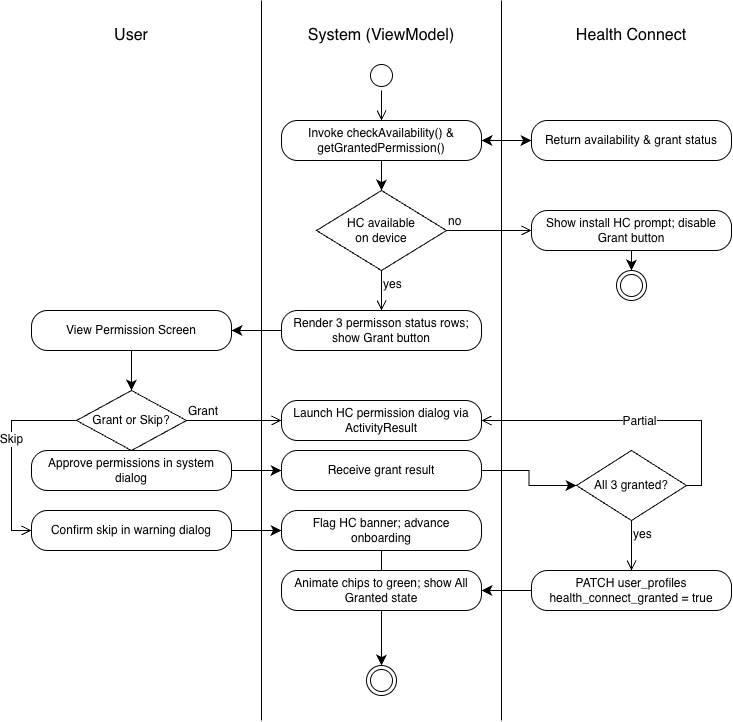 User
System (ViewModel)
Health Connect
Invoke checkAvailability() &
getGrantedPermission()
Return availability & grant status
HC available
on device
no
Show install HC prompt; disable
Grant button
yes
View Permission Screen
Render 3 permisson status rows;
show Grant button
Grant or Skip?
Grant
Skip
Launch HC permission dialog via
ActivityResult
Partial
Approve permissions in system
dialog
Receive grant result
All 3 granted?
yes
Confirm skip in warning dialog
Flag HC banner; advance
onboarding
Animate chips to green; show All
Granted state
PATCH user_profiles
health_connect_granted = true